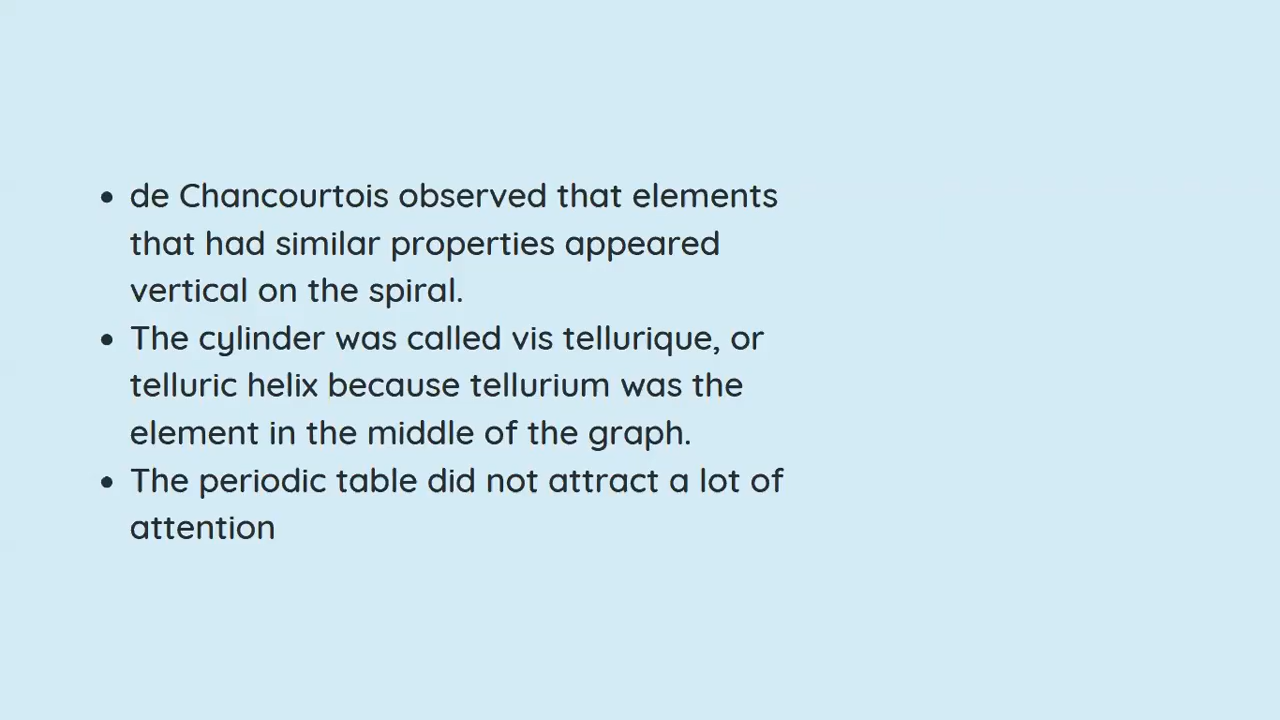 • de Chancourtois observed that elements
that had similar properties appeared
vertical on the spiral.
• The cylinder was called vis tellurique, or
telluric helix because tellurium was the
element in the middle of the graph.
• The periodic table did not attract a lot of
attention